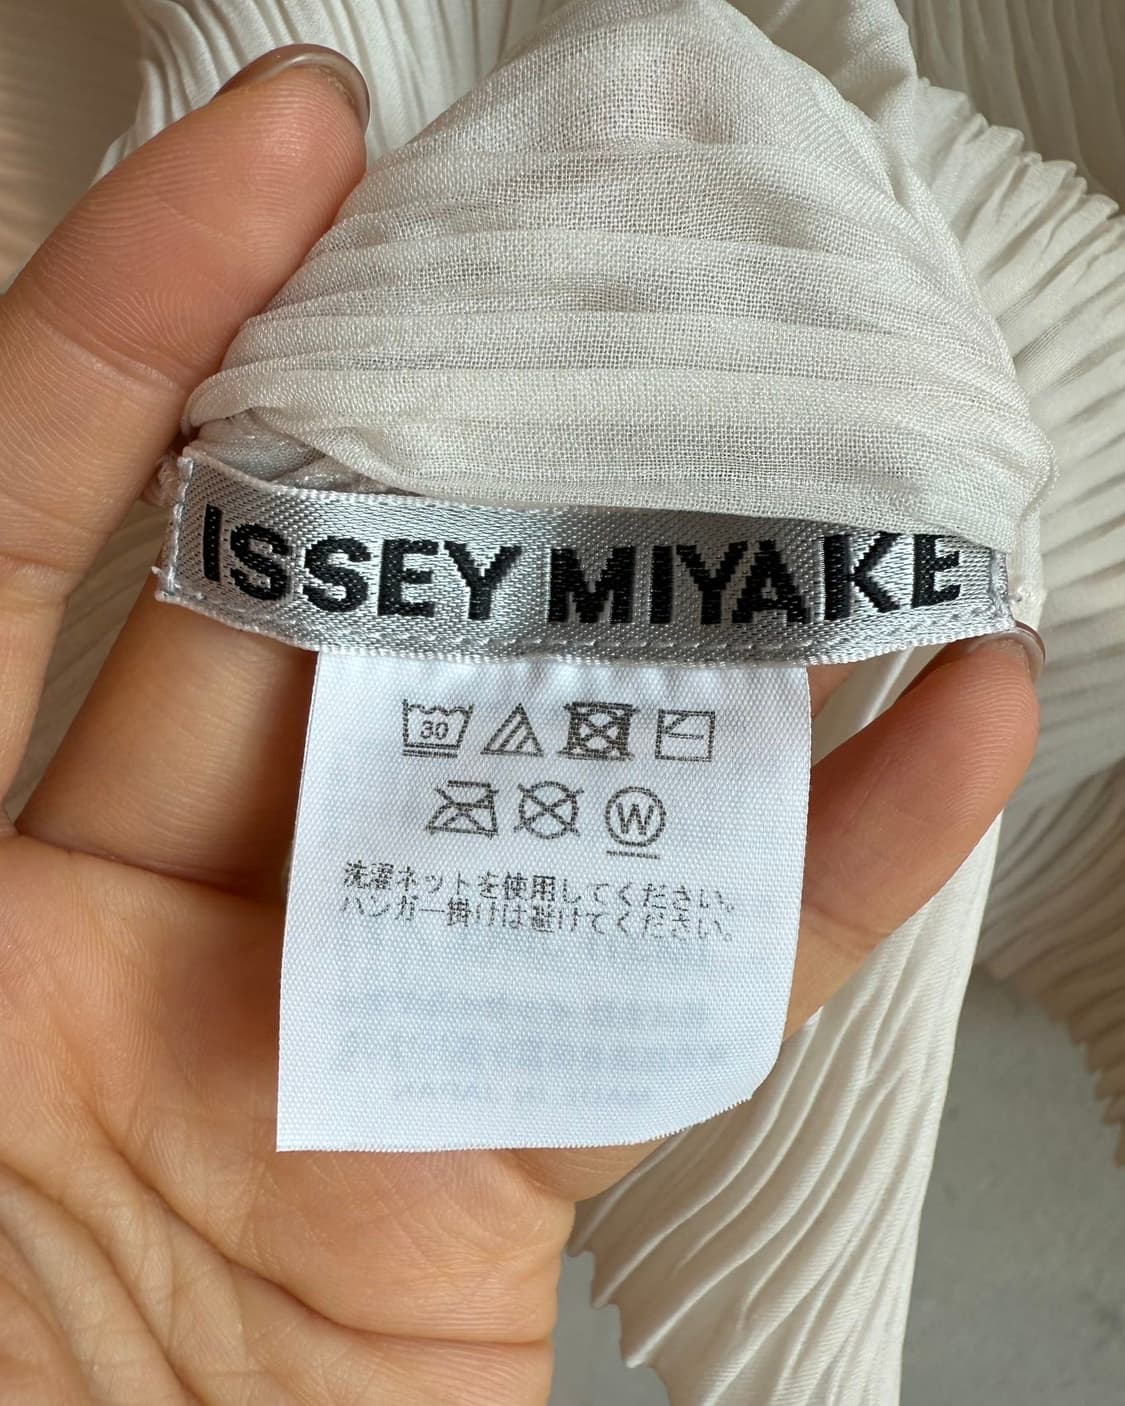 ISSEY MIYAKE
30
W
洗濯ネットを使用してください。
ハンガー掛けは避けてください。